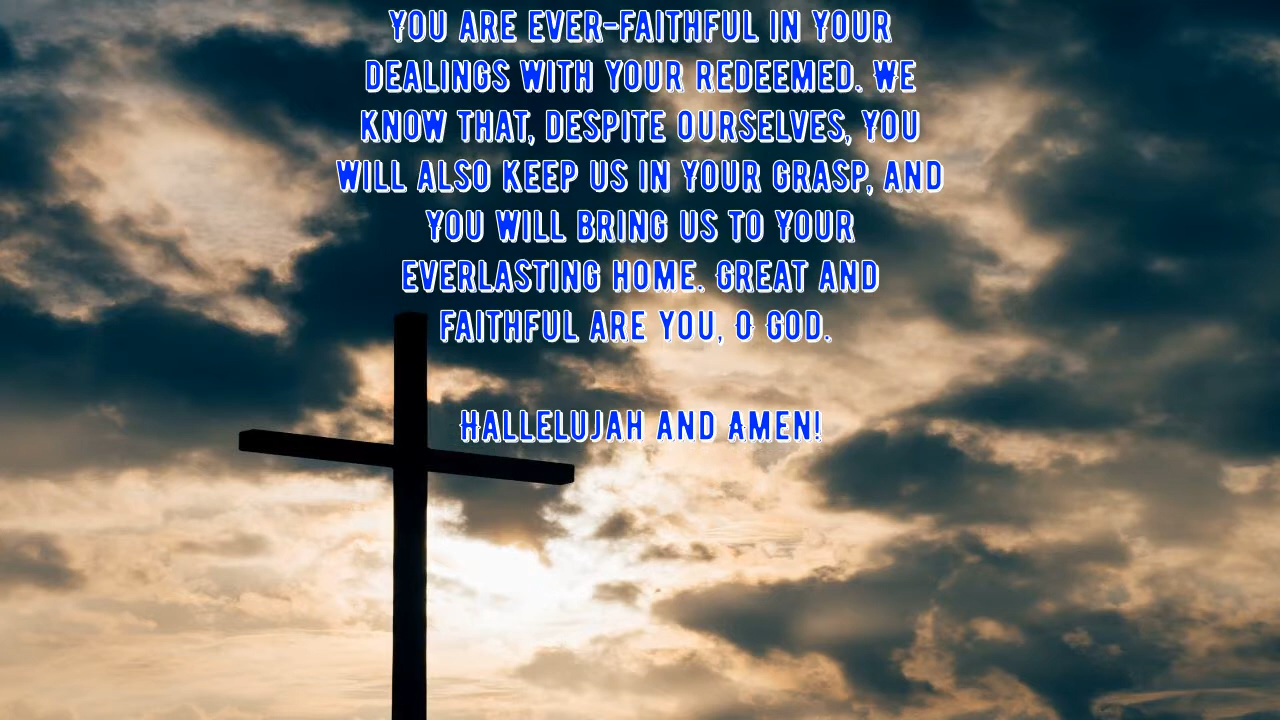 You are ever-faithful in Your
dealings with Your redeemed. We
know that, despite ourselves, You
will also keep us in Your grasp, and
You will bring us to Your
everlasting home. Great and
faithful are You, O God.
Hallelujah and Amen!